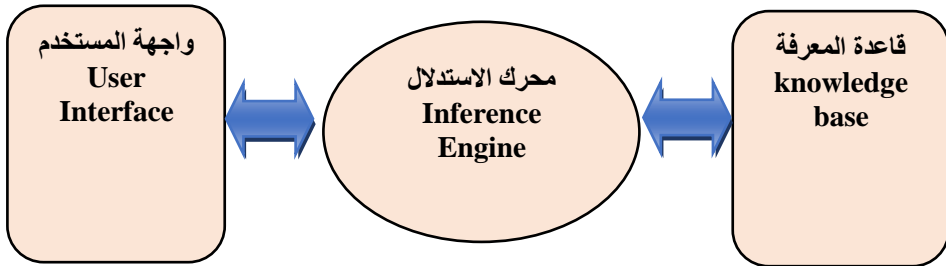 واجهة المستخدم
User
Interface
محرك الاستدلال
Inference
Engine
قاعدة المعرفة
knowledge
base